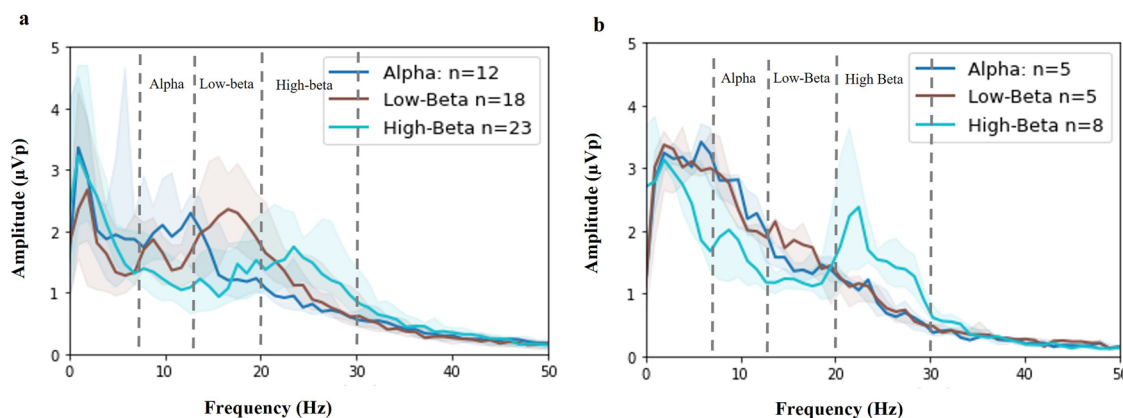 a
5
4
3
2
1
0
Amplitude (µVp)
Alpha
Low-beta
High-beta
Alpha: n=12
Low-Beta n=18
High-Beta n=23
0 10 20 30 40 50
Frequency (Hz)
b
5
4
3
2
1
0
Amplitude (µVp)
Alpha
Low-Beta
High Beta
Alpha: n=5
Low-Beta n=5
High-Beta n=8
0 10 20 30 40 50
Frequency (Hz)